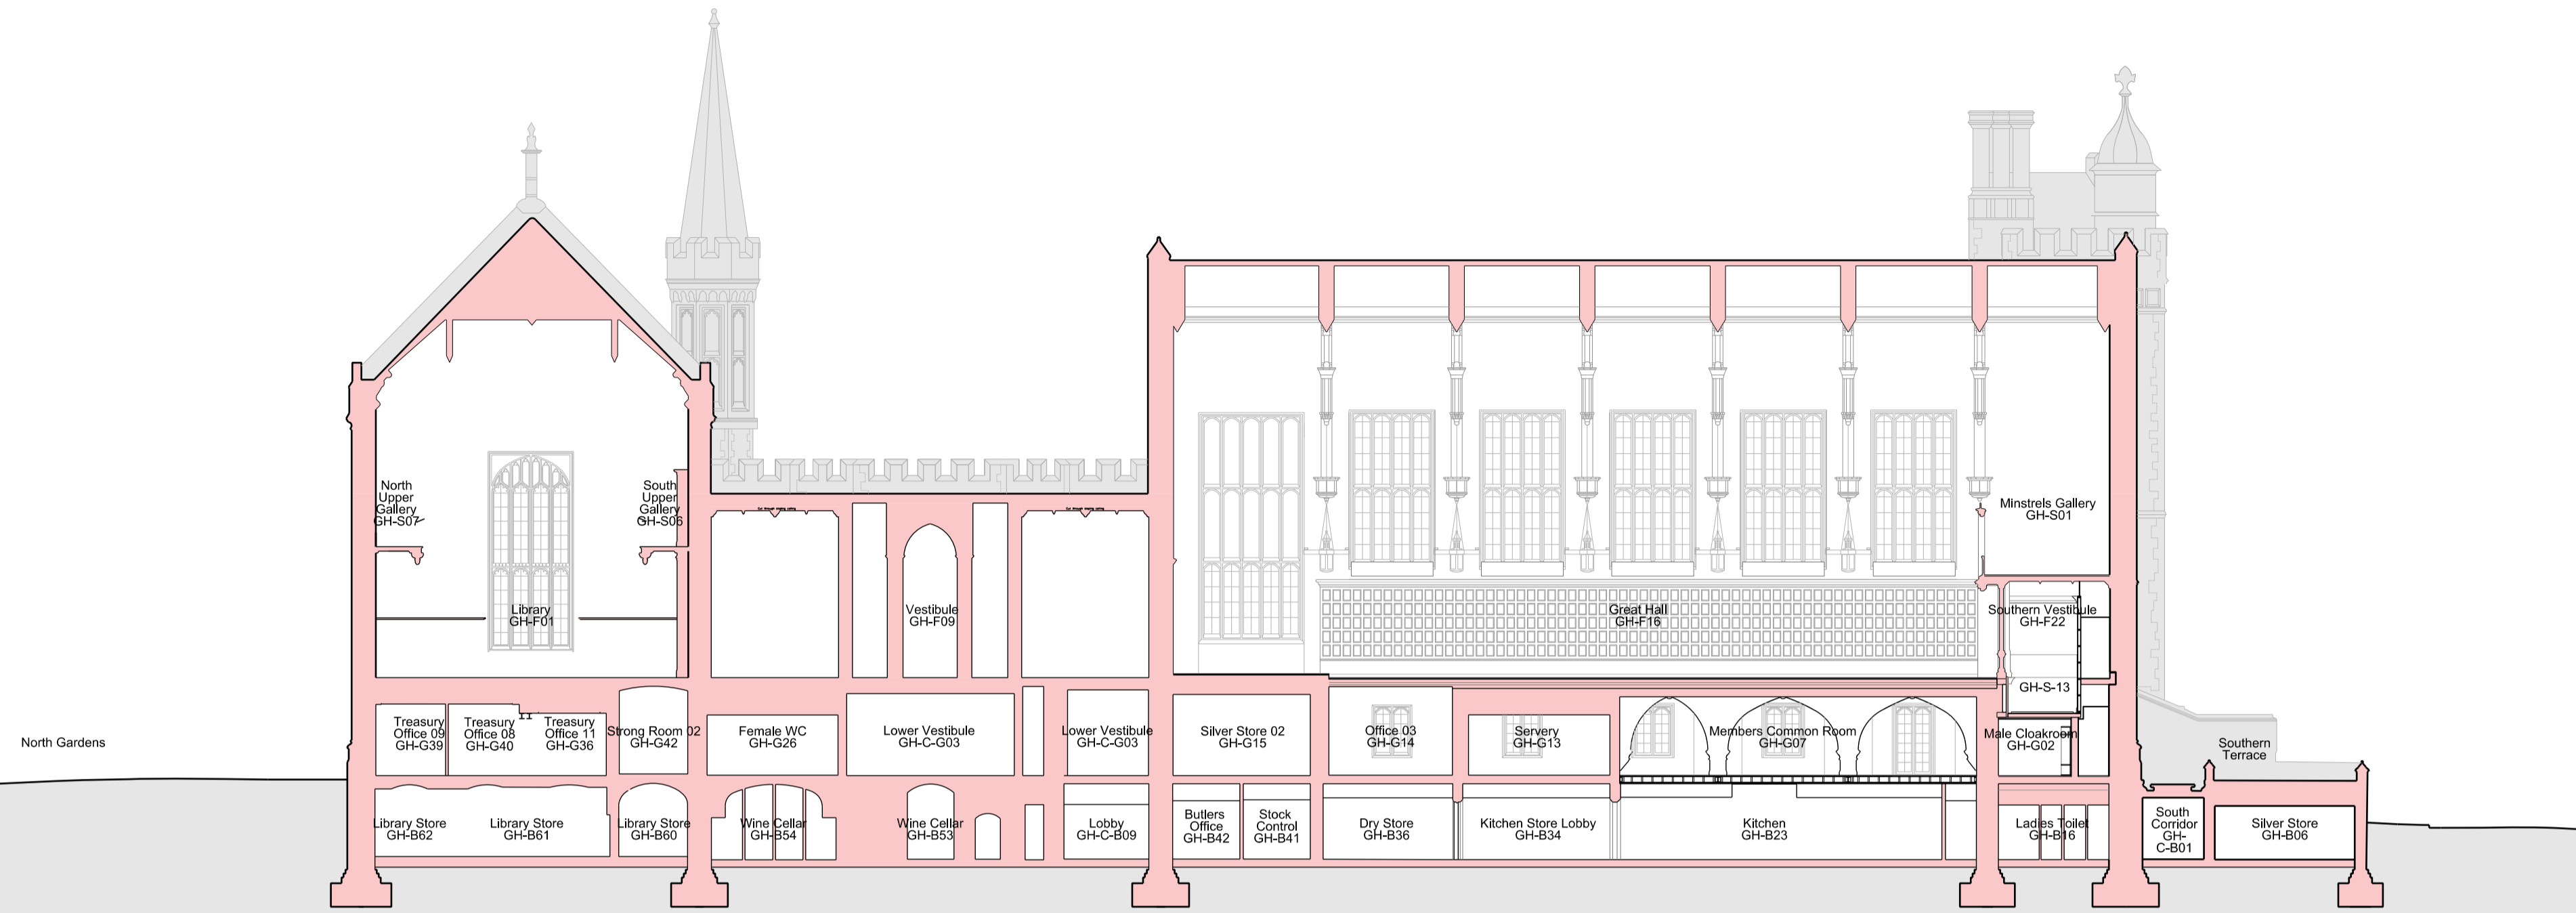 North
Upper
Gallery
GH-S07
South
Upper
Gallery
GH-S06
Minstrels Gallery
GH-S01
Library
GH-F01
Vestibule
GH-F09
Great Hall
GH-F16
Southern Vestibule
GH-F22
GH-S-13
North Gardens
Treasury
Office 09
GH-G39
Treasury
Office 08
GH-G40
Treasury
Office 11
GH-G36
Strong Room 02
GH-G42
Female WC
GH-G26
Lower Vestibule
GH-C-G03
Lower Vestibule
GH-C-G03
Silver Store 02
GH-G15
Office 03
GH-G14
Servery
GH-G13
Members Common Room
GH-G07
Male Cloakroom
GH-G02
Southern
Terrace
Library Store
GH-B62
Library Store
GH-B61
Library Store
GH-B60
Wine Cellar
GH-B54
Wine Cellar
GH-B53
Lobby
GH-C-B09
Butlers
Office
GH-B42
Stock
Control
GH-B41
Dry Store
GH-B36
Kitchen Store Lobby
GH-B34
Kitchen
GH-B23
Ladies Toilet
GH-B16
South
Corridor
GH-
C-B01
Silver Store
GH-B06